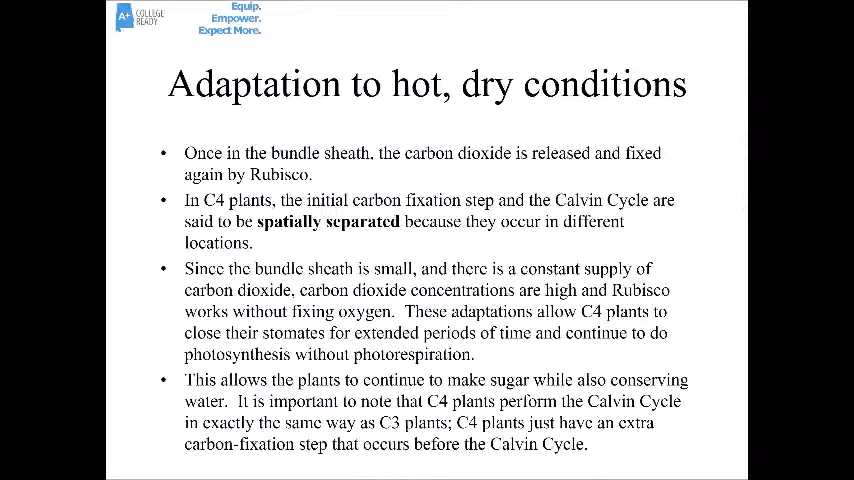 A+ COLLEGE
READY
Equip.
Empower.
Expect More.
Adaptation to hot, dry conditions
• Once in the bundle sheath, the carbon dioxide is released and fixed
again by Rubisco.
• In C4 plants, the initial carbon fixation step and the Calvin Cycle are
said to be spatially separated because they occur in different
locations.
• Since the bundle sheath is small, and there is a constant supply of
carbon dioxide, carbon dioxide concentrations are high and Rubisco
works without fixing oxygen.  These adaptations allow C4 plants to
close their stomates for extended periods of time and continue to do
photosynthesis without photorespiration.
• This allows the plants to continue to make sugar while also conserving
water.  It is important to note that C4 plants perform the Calvin Cycle
in exactly the same way as C3 plants; C4 plants just have an extra
carbon-fixation step that occurs before the Calvin Cycle.